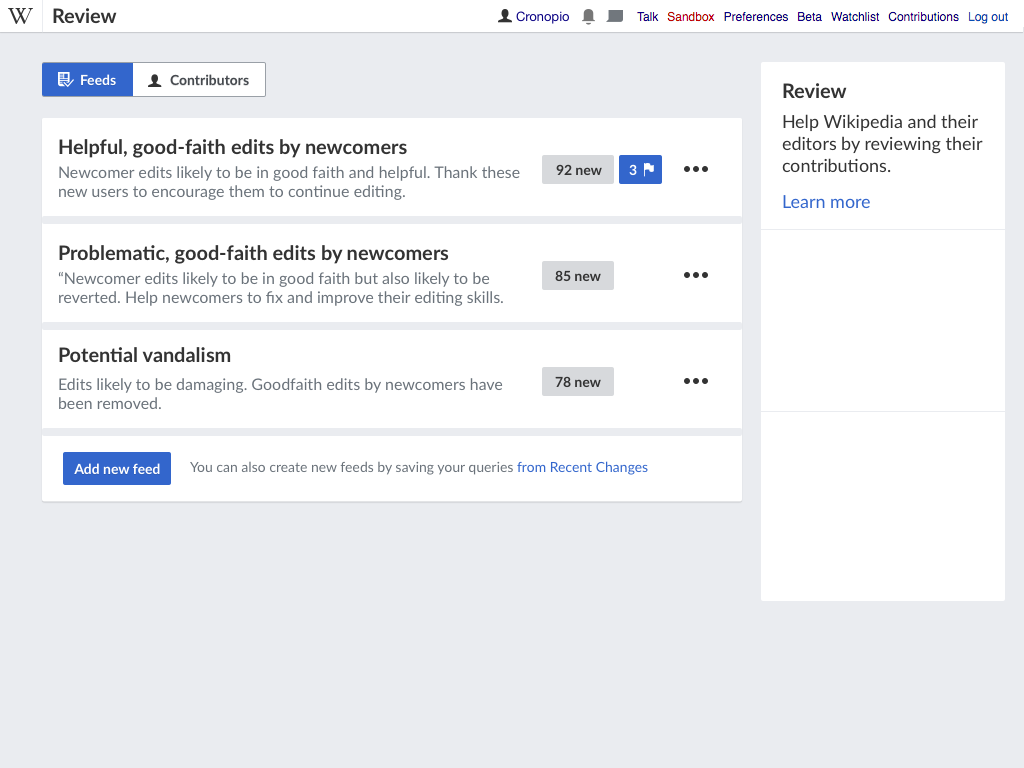 W Review Cronopio Talk Sandbox Preferences Beta Watchlist Contributions Log out
Feeds Contributors
Helpful, good-faith edits by newcomers
Newcomer edits likely to be in good faith and helpful. Thank these
new users to encourage them to continue editing.
92 new 3
Problematic, good-faith edits by newcomers
“Newcomer edits likely to be in good faith but also likely to be
reverted. Help newcomers to fix and improve their editing skills.
85 new
Potential vandalism
Edits likely to be damaging. Goodfaith edits by newcomers have
been removed.
78 new
Add new feed You can also create new feeds by saving your queries from Recent Changes
Review
Help Wikipedia and their
editors by reviewing their
contributions.
Learn more